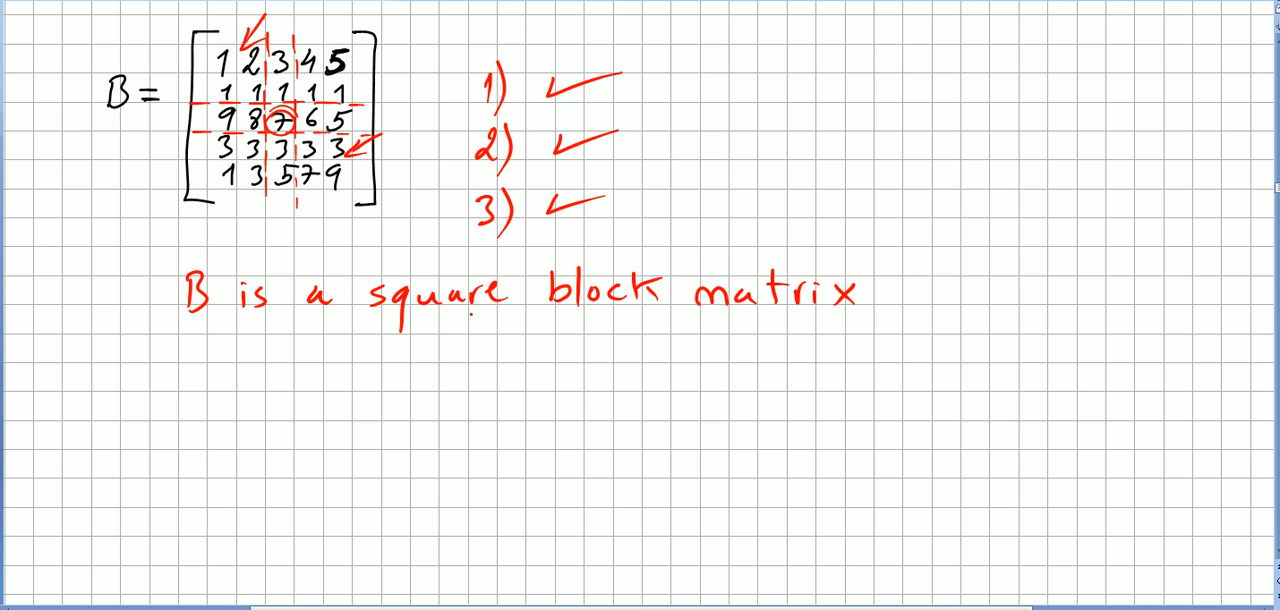 1 2 3 4 5
B = 1 1 1 1 1
9 8 7 6 5
3 3 3 3 3
1 3 5 7 9
1) ✓
2) ✓
3) ✓
B is a square block matrix